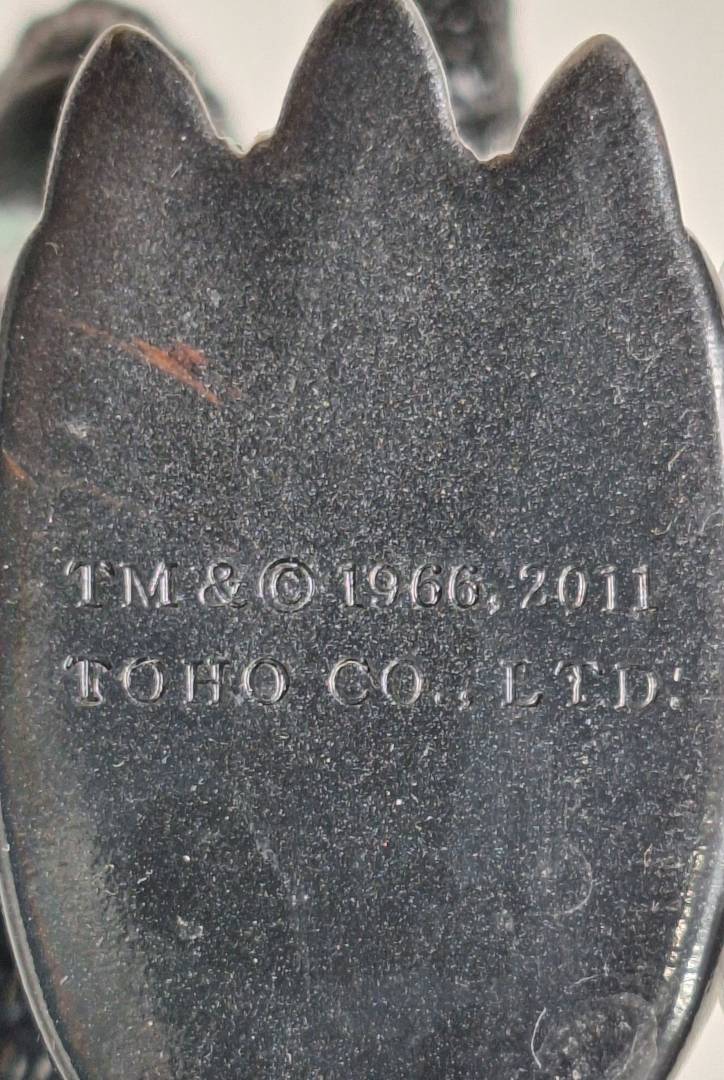 TM & © 1966, 2011
TOHO CO., LTD.